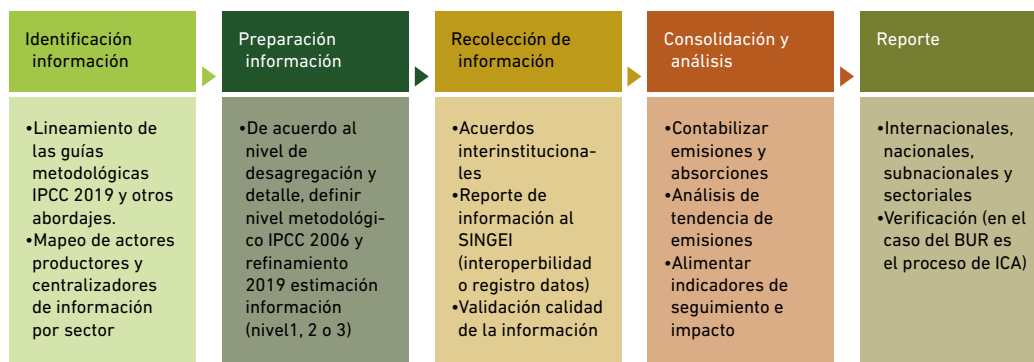 Identificación
información
•Lineamiento de
las guías
metodológicas
IPCC 2019 y otros
abordajes.
•Mapeo de actores
productores y
centralizadores
de información
por sector
Preparación
información
•De acuerdo al
nivel de
desagregación y
detalle, definir
nivel metodológi-
co IPCC 2006 y
refinamiento
2019 estimación
información
(nivel1, 2 o 3)
Recolección de
información
•Acuerdos
interinstituciona-
les
•Reporte de
información al
SINGEI
(interoperbilidad
o registro datos)
•Validación calidad
de la información
Consolidación y
análisis
•Contabilizar
emisiones y
absorciones
•Análisis de
tendencia de
emisiones
•Alimentar
indicadores de
seguimiento e
impacto
Reporte
•Internacionales,
nacionales,
subnacionales y
sectoriales
•Verificación (en el
caso del BUR es
el proceso de ICA)